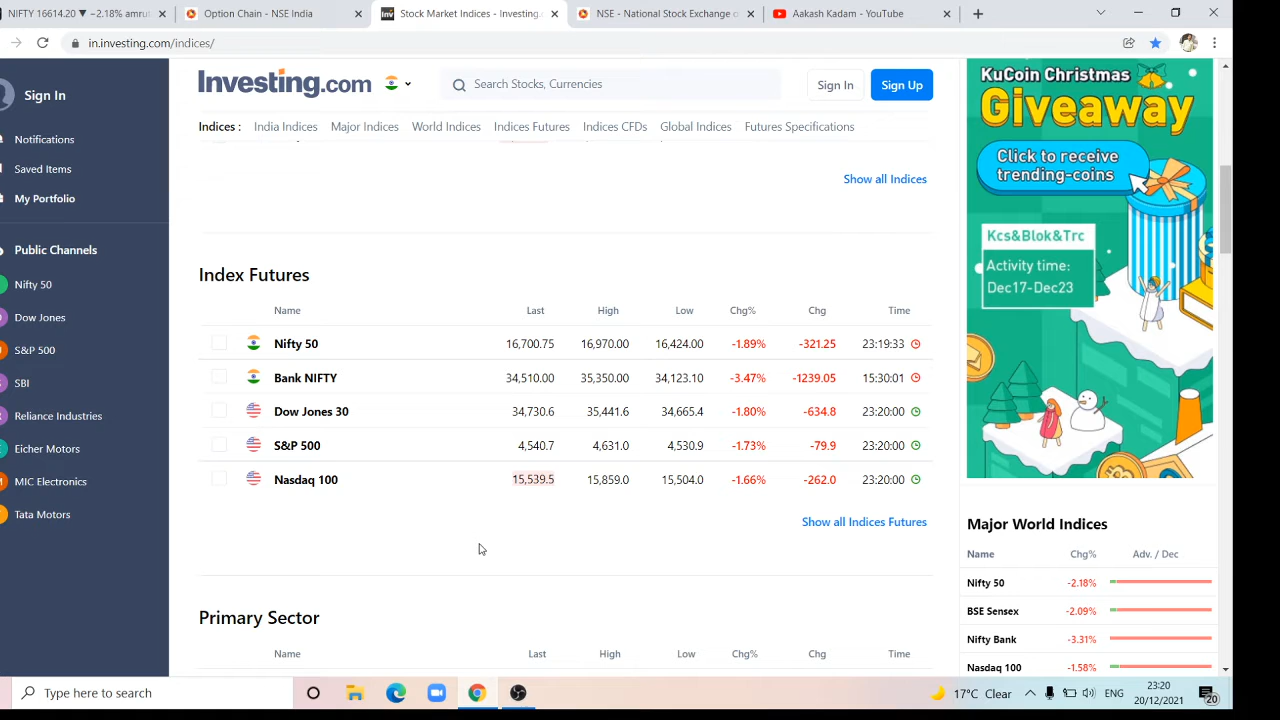 NIFTY 16614.20 ▼ −2.18% amrut
Option Chain - NSE India
Stock Market Indices - Investing.c
NSE - National Stock Exchange o
Aakash Kadam - YouTube
in.investing.com/indices/
Sign In
Notifications
Saved Items
My Portfolio
Public Channels
Nifty 50
Dow Jones
S&P 500
SBI
Reliance Industries
Eicher Motors
MIC Electronics
Tata Motors
Investing.com
Search Stocks, Currencies
Sign In
Sign Up
Indices : India Indices Major Indices World Indices Indices Futures Indices CFDs Global Indices Futures Specifications
Show all Indices
Index Futures
Name Last High Low Chg% Chg Time
Nifty 50 16,700.75 16,970.00 16,424.00 -1.89% -321.25 23:19:33
Bank NIFTY 34,510.00 35,350.00 34,123.10 -3.47% -1239.05 15:30:01
Dow Jones 30 34,730.6 35,441.6 34,665.4 -1.80% -634.8 23:20:00
S&P 500 4,540.7 4,631.0 4,530.9 -1.73% -79.9 23:20:00
Nasdaq 100 15,539.5 15,859.0 15,504.0 -1.66% -262.0 23:20:00
Show all Indices Futures
Primary Sector
Name Last High Low Chg% Chg Time
KuCoin Christmas
Giveaway
Click to receive
trending-coins
Kcs&Blok&Trc
Activity time:
Dec17-Dec23
Major World Indices
Name Chg% Adv. / Dec
Nifty 50 -2.18%
BSE Sensex -2.09%
Nifty Bank -3.31%
Nasdaq 100 -1.58%
Type here to search
17°C Clear
ENG
23:20
20/12/2021
20